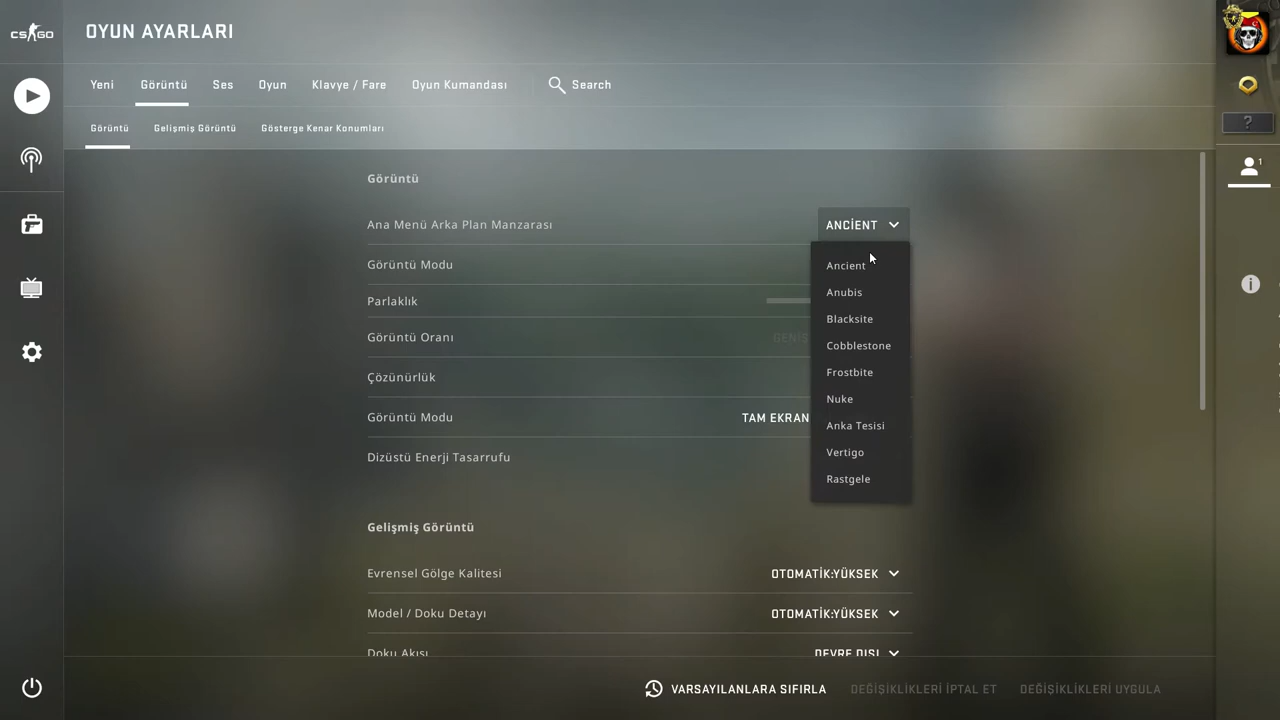 CS GO
OYUN AYARLARI
Yeni
Görüntü
Ses
Oyun
Klavye / Fare
Oyun Kumandası
Search
Görüntü
Gelişmiş Görüntü
Gösterge Kenar Konumları
?
1
Görüntü
Ana Menü Arka Plan Manzarası
ANCİENT
Ancient
Anubis
Blacksite
Cobblestone
Frostbite
Nuke
Anka Tesisi
Vertigo
Rastgele
Görüntü Modu
Parlaklık
Görüntü Oranı
GENİŞ
Çözünürlük
Görüntü Modu
TAM EKRAN
Dizüstü Enerji Tasarrufu
Gelişmiş Görüntü
Evrensel Gölge Kalitesi
OTOMATİK:YÜKSEK
Model / Doku Detayı
OTOMATİK:YÜKSEK
Doku Akışı
DEVRE DIŞI
VARSAYILANLARA SIFIRLA
DEĞİŞİKLİKLERİ İPTAL ET
DEĞİŞİKLİKLERİ UYGULA